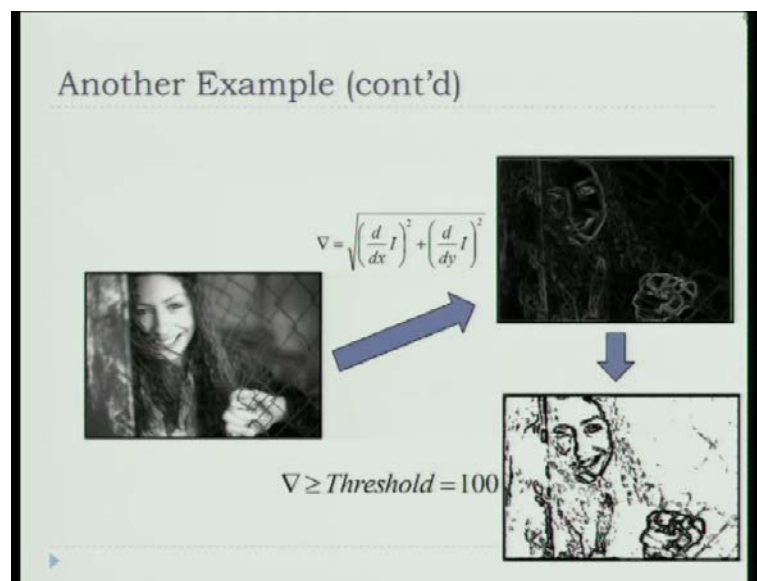 Another Example (cont'd)
∇ = √((d/dx I)² + (d/dy I)²)
∇ ≥ Threshold = 100